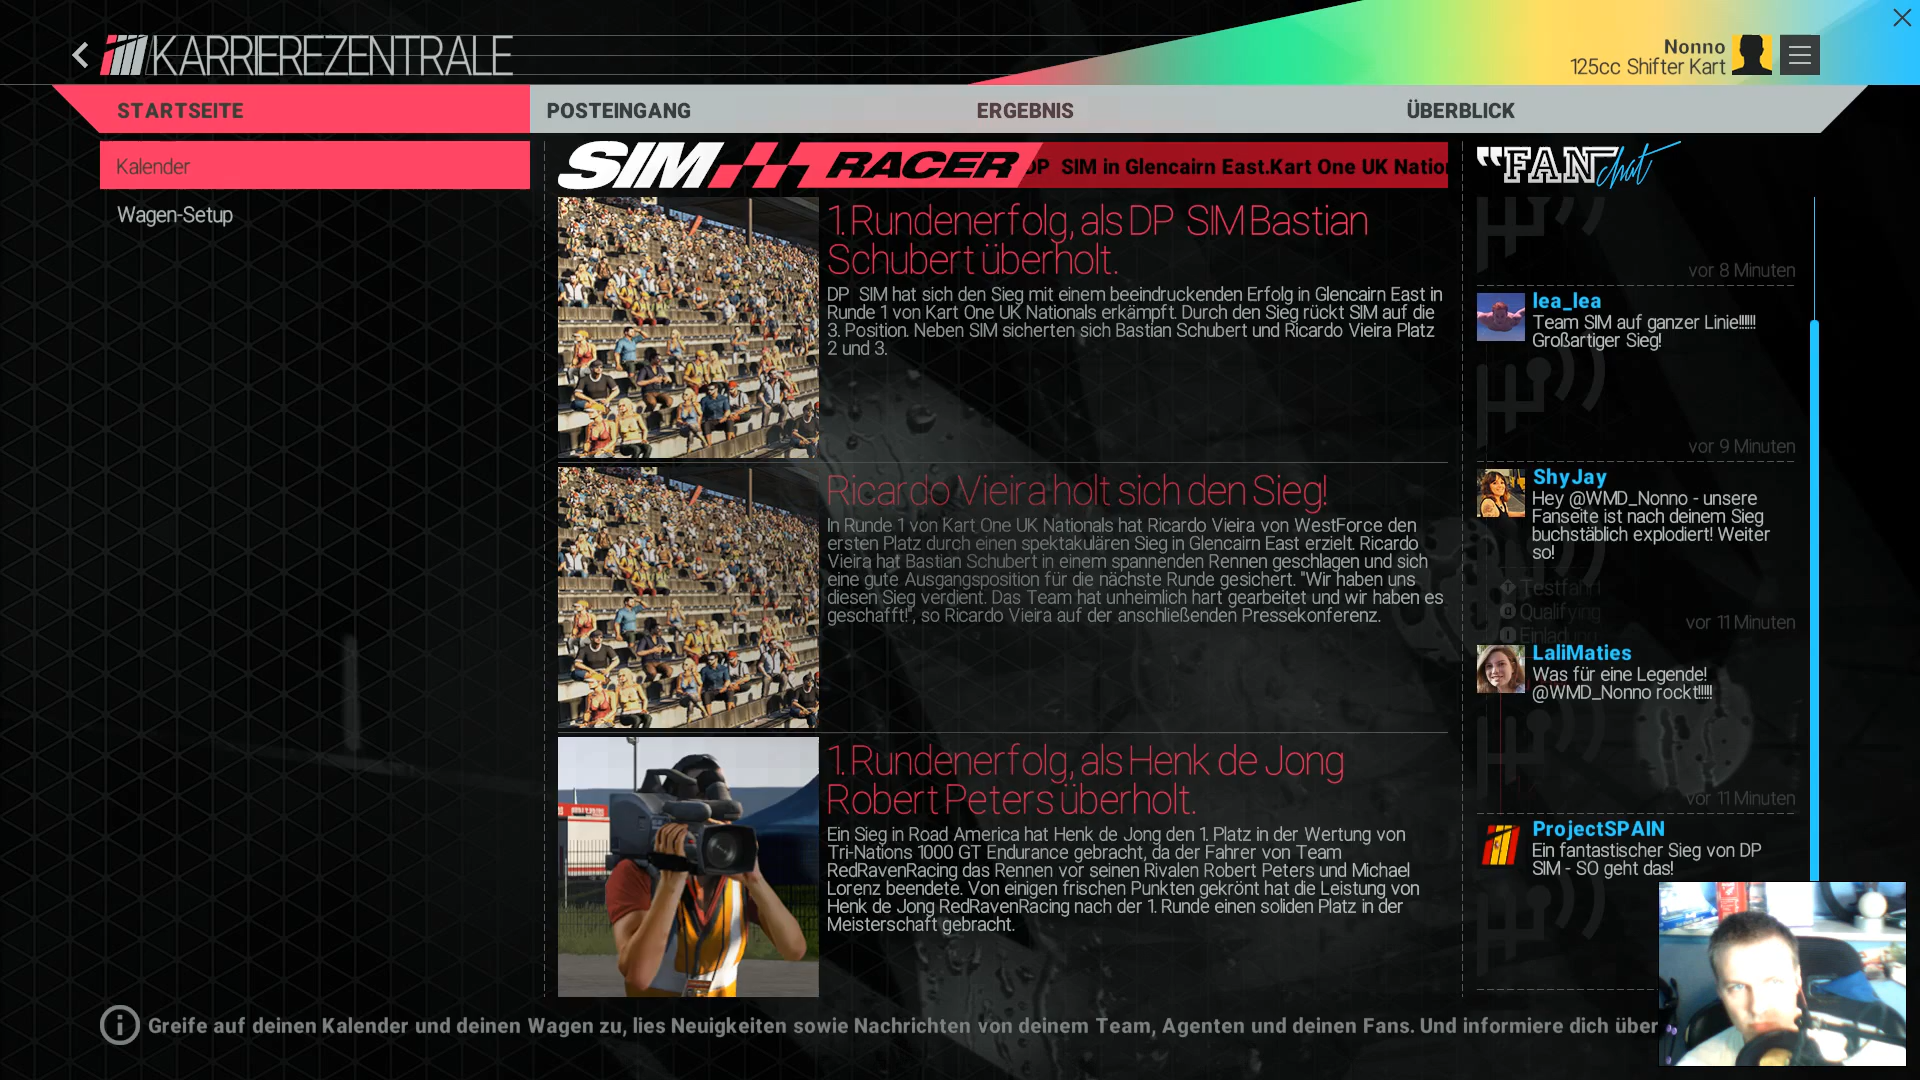 KARRIEREZENTRALE
Nonno
125cc Shifter Kart
STARTSEITE
POSTEINGANG
ERGEBNIS
ÜBERBLICK
Kalender
Wagen-Setup
SIM RACER
DP SIM in Glencairn East.Kart One UK Nation
1. Rundenerfolg, als DP SIM Bastian
Schubert überholt.
DP SIM hat sich den Sieg mit einem beeindruckenden Erfolg in Glencairn East in
Runde 1 von Kart One UK Nationals erkämpft. Durch den Sieg rückt SIM auf die
3. Position. Neben SIM sicherten sich Bastian Schubert und Ricardo Vieira Platz
2 und 3.
Ricardo Vieira holt sich den Sieg!
In Runde 1 von Kart One UK Nationals hat Ricardo Vieira von WestForce den
ersten Platz durch einen spektakulären Sieg in Glencairn East erzielt. Ricardo
Vieira hat Bastian Schubert in einem spannenden Rennen geschlagen und sich
eine gute Ausgangsposition für die nächste Runde gesichert. "Wir haben uns
diesen Sieg verdient. Das Team hat unheimlich hart gearbeitet und wir haben es
geschafft!", so Ricardo Vieira auf der anschließenden Pressekonferenz.
1. Rundenerfolg, als Henk de Jong
Robert Peters überholt.
Ein Sieg in Road America hat Henk de Jong den 1. Platz in der Wertung von
Tri-Nations 1000 GT Endurance gebracht, da der Fahrer von Team
RedRavenRacing das Rennen vor seinen Rivalen Robert Peters und Michael
Lorenz beendete. Von einigen frischen Punkten gekrönt hat die Leistung von
Henk de Jong RedRavenRacing nach der 1. Runde einen soliden Platz in der
Meisterschaft gebracht.
"FAN chat
vor 8 Minuten
lea_lea
Team SIM auf ganzer Linie!!!!!!
Großartiger Sieg!
vor 9 Minuten
ShyJay
Hey @WMD_Nonno - unsere
Fanseite ist nach deinem Sieg
buchstäblich explodiert! Weiter
so!
Testfahrt
Qualifying
Einladung
vor 11 Minuten
LaliMaties
Was für eine Legende!
@WMD_Nonno rockt!!!!!
vor 11 Minuten
ProjectSPAIN
Ein fantastischer Sieg von DP
SIM - SO geht das!
Greife auf deinen Kalender und deinen Wagen zu, lies Neuigkeiten sowie Nachrichten von deinem Team, Agenten und deinen Fans. Und informiere dich über